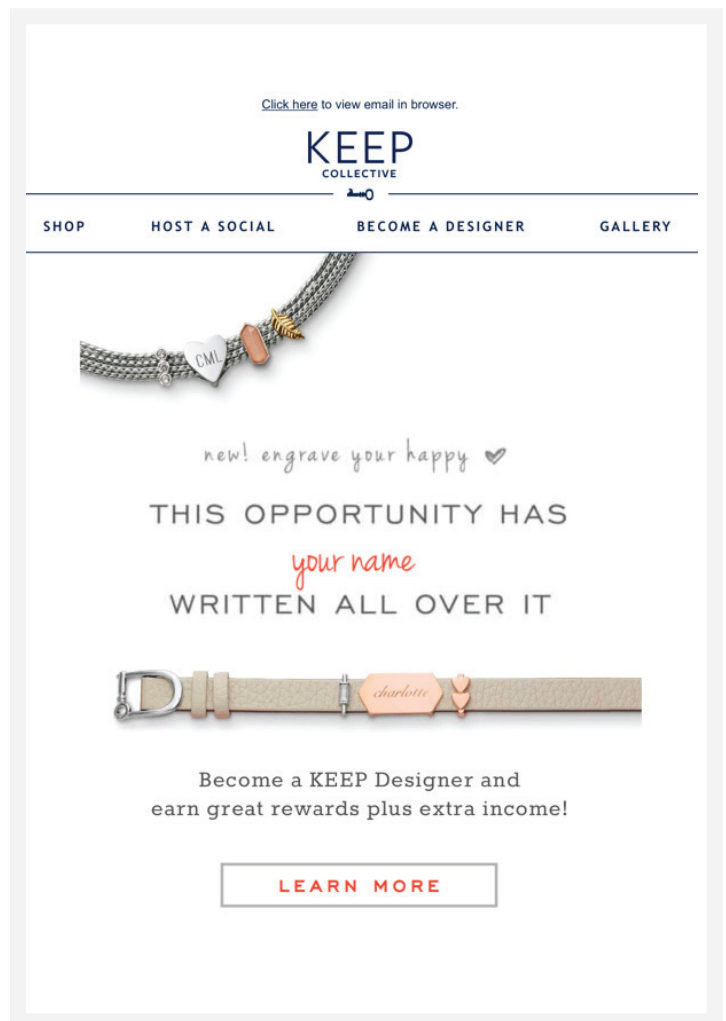 Click here to view email in browser.
KEEP
COLLECTIVE
SHOP HOST A SOCIAL BECOME A DESIGNER GALLERY
CML
new! engrave your happy
THIS OPPORTUNITY HAS
your name
WRITTEN ALL OVER IT
charlotte
Become a KEEP Designer and
earn great rewards plus extra income!
LEARN MORE